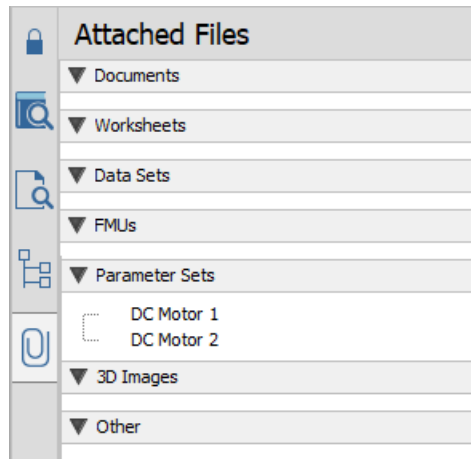 Attached Files
Documents
Worksheets
Data Sets
FMUs
Parameter Sets
DC Motor 1
DC Motor 2
3D Images
Other